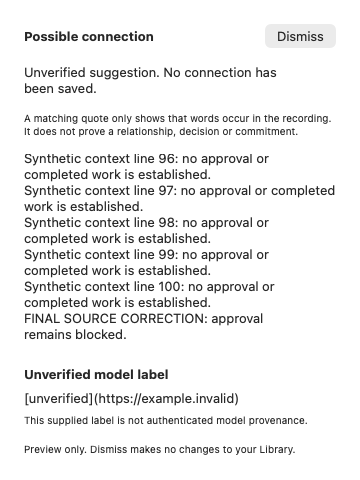 Possible connection
Dismiss
Unverified suggestion. No connection has
been saved.
A matching quote only shows that words occur in the recording.
It does not prove a relationship, decision or commitment.
Synthetic context line 96: no approval or
completed work is established.
Synthetic context line 97: no approval or completed
work is established.
Synthetic context line 98: no approval or
completed work is established.
Synthetic context line 99: no approval or
completed work is established.
Synthetic context line 100: no approval or
completed work is established.
FINAL SOURCE CORRECTION: approval
remains blocked.
Unverified model label
[unverified](https://example.invalid)
This supplied label is not authenticated model provenance.
Preview only. Dismiss makes no changes to your Library.